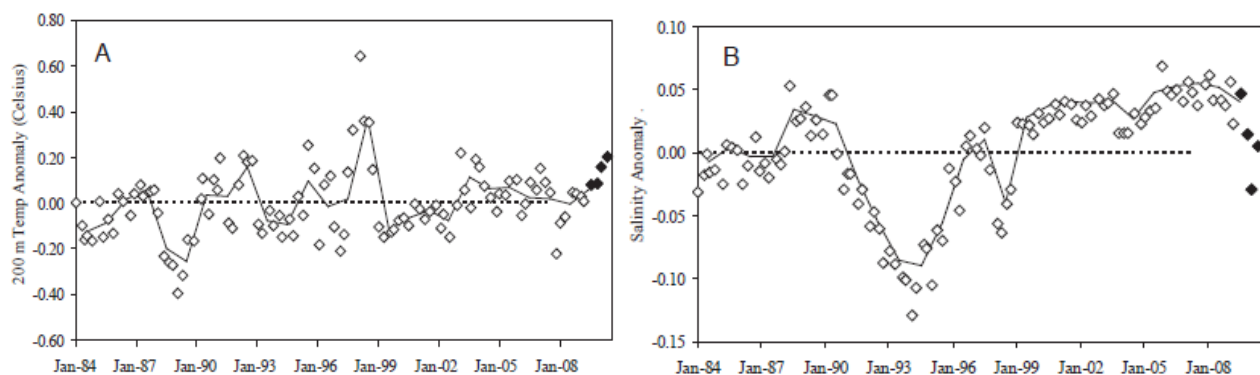 A
200 m Temp Anomaly (Celsius)
0.80
0.60
0.40
0.20
0.00
-0.20
-0.40
-0.60
Jan-84 Jan-87 Jan-90 Jan-93 Jan-96 Jan-99 Jan-02 Jan-05 Jan-08
B
Salinity Anomaly .
0.10
0.05
0.00
-0.05
-0.10
-0.15
Jan-84 Jan-87 Jan-90 Jan-93 Jan-96 Jan-99 Jan-02 Jan-05 Jan-08